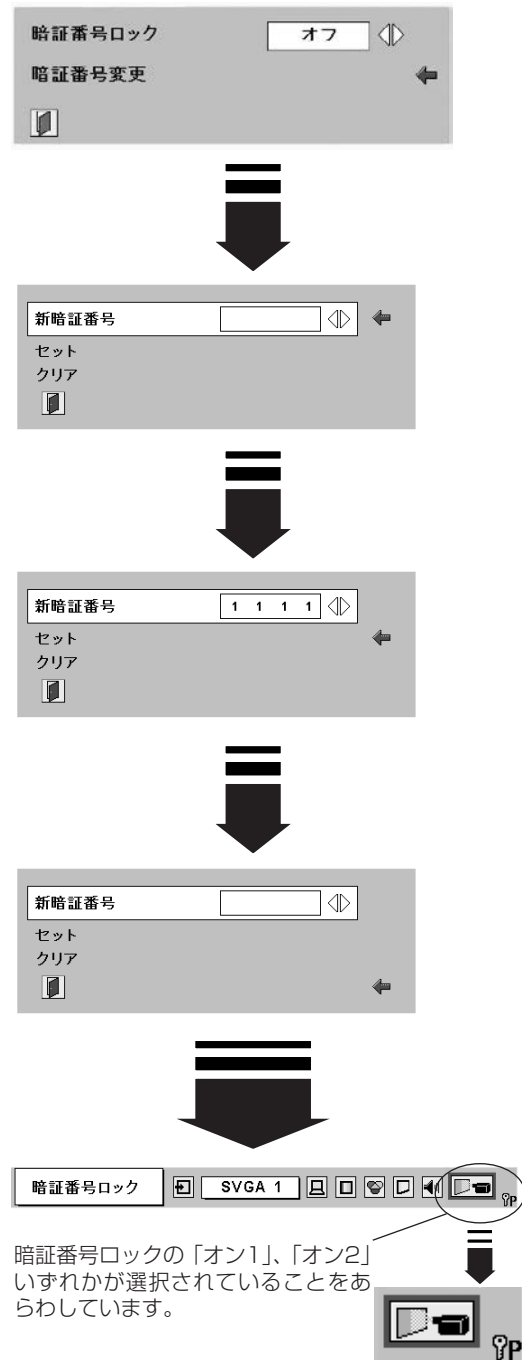 暗証番号ロック オフ
暗証番号変更
新暗証番号
セット
クリア
新暗証番号 1 1 1 1
セット
クリア
新暗証番号
セット
クリア
暗証番号ロック SVGA 1 P
暗証番号ロックの「オン1」、「オン2」
いずれかが選択されていることをあ
らわしています。
P